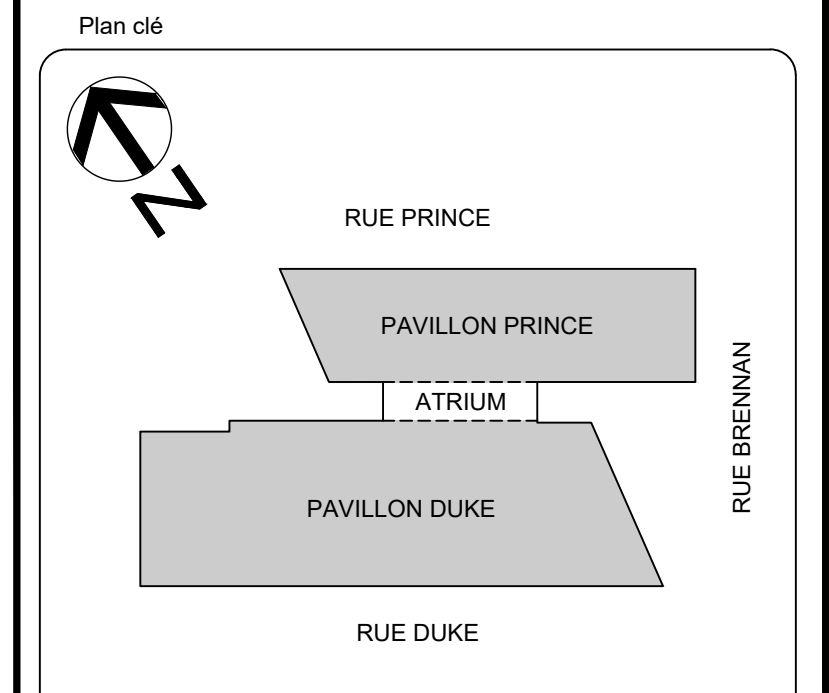 Plan clé
N
RUE PRINCE
PAVILLON PRINCE
ATRIUM
RUE BRENNAN
PAVILLON DUKE
RUE DUKE